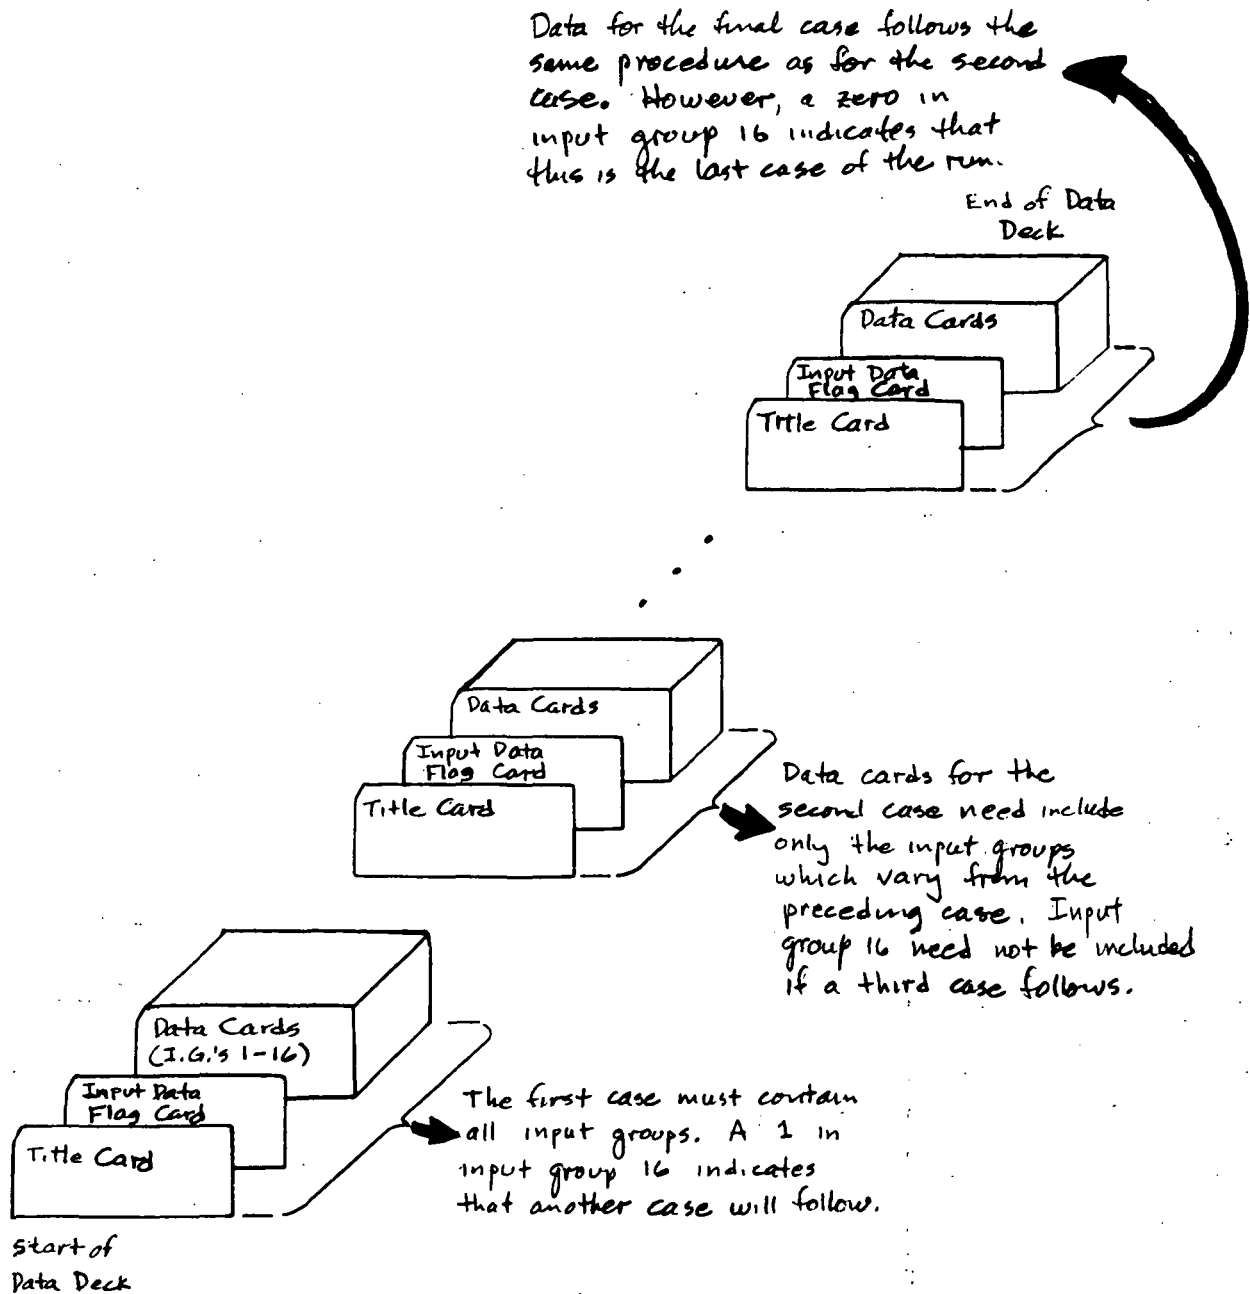 Data for the final case follows the
same procedure as for the second
case. However, a zero in
input group 16 indicates that
this is the last case of the run.
End of Data
Deck
Data Cards
Input Data
Flag Card
Title Card
Data Cards
Input Data
Flag Card
Title Card
Data cards for the
second case need include
only the input groups
which vary from the
preceding case. Input
group 16 need not be included
if a third case follows.
Data Cards
(I.G.'s 1-16)
Input Data
Flag Card
Title Card
The first case must contain
all input groups. A 1 in
input group 16 indicates
that another case will follow.
Start of
Data Deck